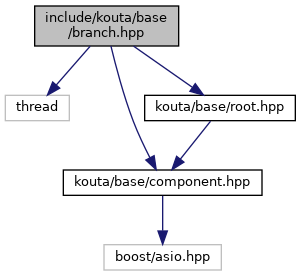 include/kouta/base
/branch.hpp
thread
kouta/base/root.hpp
kouta/base/component.hpp
boost/asio.hpp